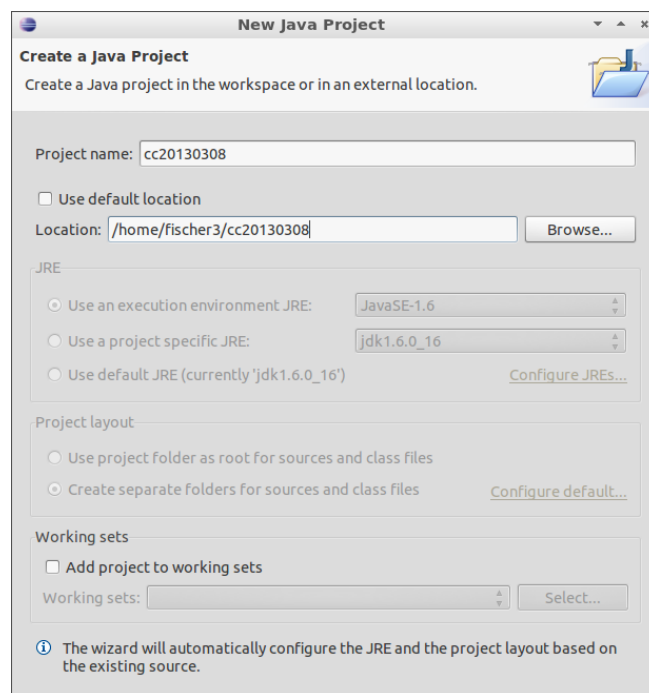 New Java Project
Create a Java Project
Create a Java project in the workspace or in an external location.
Project name: cc20130308
Use default location
Location: /home/fischer3/cc20130308 Browse...
JRE
Use an execution environment JRE: JavaSE-1.6
Use a project specific JRE: jdk1.6.0_16
Use default JRE (currently 'jdk1.6.0_16') Configure JREs...
Project layout
Use project folder as root for sources and class files
Create separate folders for sources and class files Configure default...
Working sets
Add project to working sets
Working sets: Select...
The wizard will automatically configure the JRE and the project layout based on
the existing source.